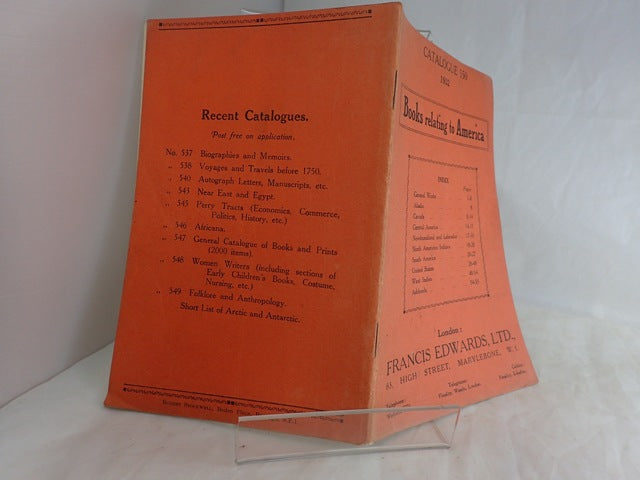 Recent Catalogues.
Post free on application.
No. 537 Biographies and Memoirs.
„ 538 Voyages and Travels before 1750.
„ 540 Autograph Letters, Manuscripts, etc.
„ 543 Near East and Egypt.
„ 545 Parry Tracts (Economics, Commerce,
Politics, History, etc.)
„ 546 Africana.
„ 547 General Catalogue of Books and Prints
(2000 items).
„ 548 Women Writers (including sections of
Early Children's Books, Costume,
Nursing, etc.)
„ 549 Folklore and Anthropology.
Short List of Arctic and Antarctic.
CATALOGUE 550
Books relating to America
INDEX
Pages
General Works
Alaska
Canada
Central America
Newfoundland and Labrador
North American Indians
South America
United States
West Indies
Addenda
London:
FRANCIS EDWARDS, LTD.,
83, HIGH STREET, MARYLEBONE, W. 1.
Telephone:
Telegrams:
Cables: